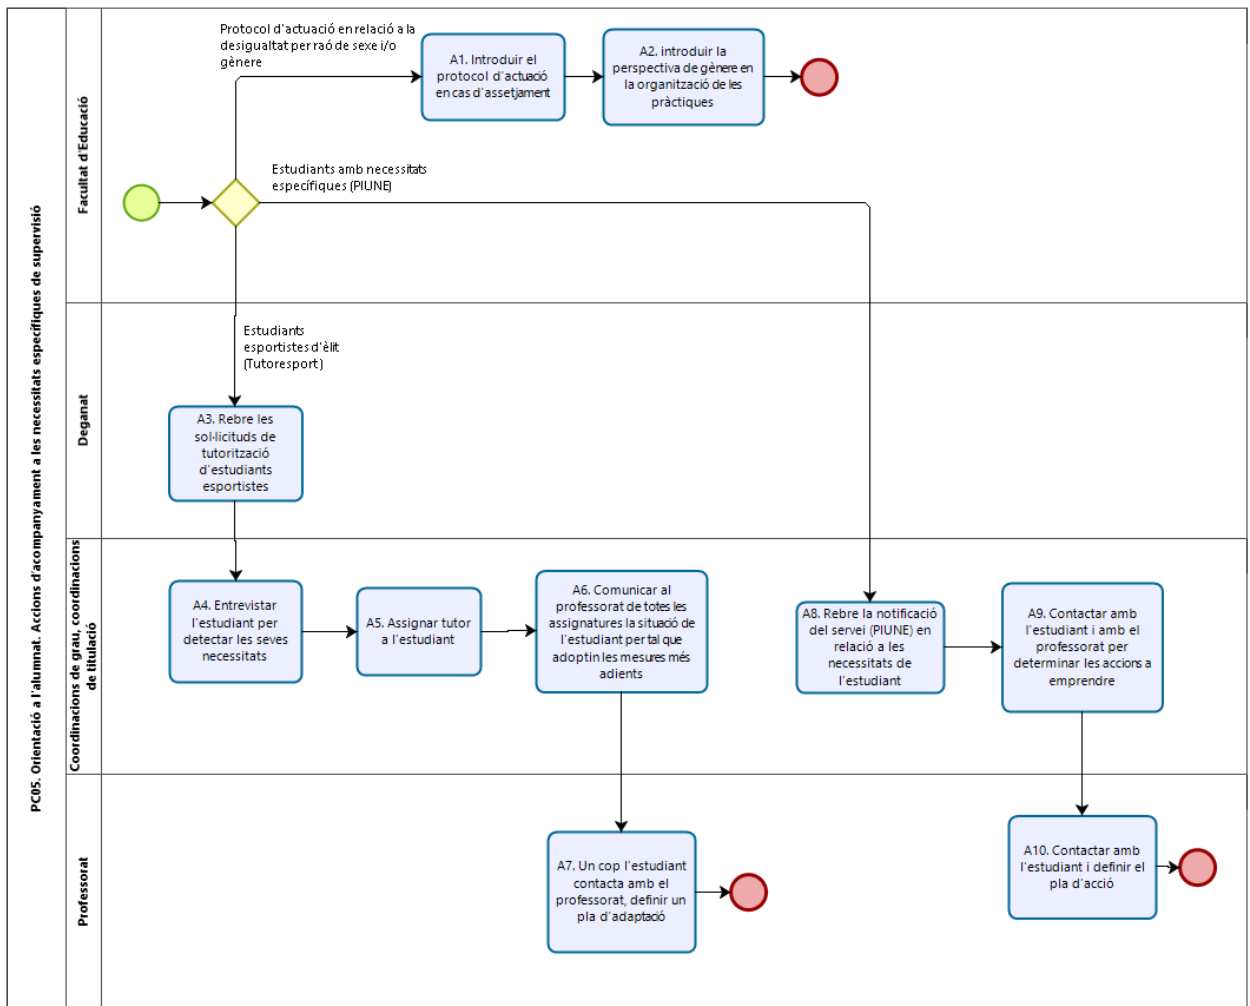 PC05. Orientació a l'alumnat. Accions d'acompanyament a les necessitats específiques de supervisió
Facultat d'Educació
Protocol d'actuació en relació a la
desigualtat per raó de sexe i/o
gènere
A1. Introduir el
protocol d'actuació
en cas d'assetjament
A2. introduir la
perspectiva de gènere en
la organització de les
pràctiques
Estudiants amb necessitats
específiques (PIUNE)
Deganat
Estudiants
esportistes d'èlit
(Tutoresport)
A3. Rebre les
sol·licituds de
tutorització
d'estudiants
esportistes
Coordinacions de grau, coordinacions
de titulació
A4. Entrevistar
l'estudiant per
detectar les seves
necessitats
A5. Assignar tutor
a l'estudiant
A6. Comunicar al
professorat de totes les
assignatures la situació de
l'estudiant per tal que
adoptin les mesures més
adients
A8. Rebre la notificació
del servei (PIUNE) en
relació a les
necessitats de
l'estudiant
A9. Contactar amb
l'estudiant i amb el
professorat per
determinar les accions a
emprendre
Professorat
A7. Un cop l'estudiant
contacta amb el
professorat, definir un
pla d'adaptació
A10. Contactar amb
l'estudiant i definir el
pla d'acció